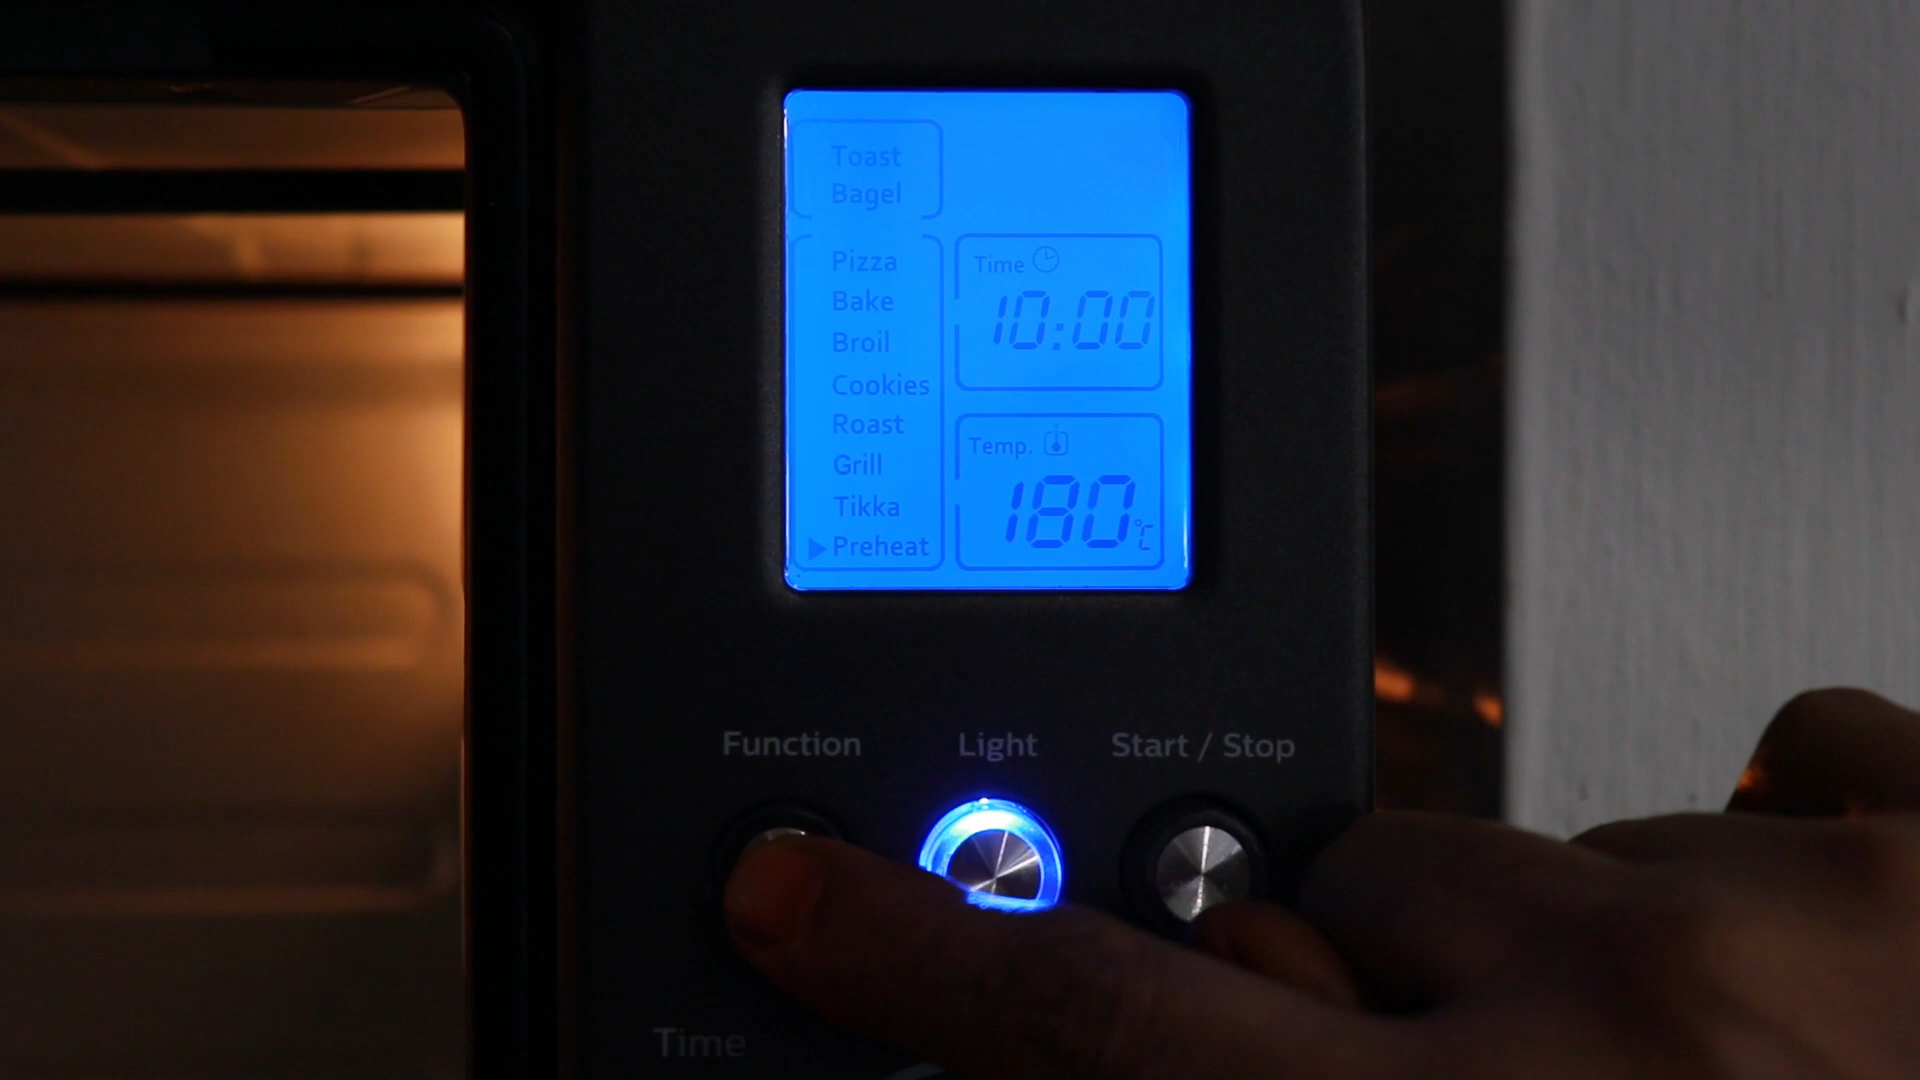 Toast
Bagel
Pizza
Bake
Broil
Cookies
Roast
Grill
Tikka
Preheat
Time
10:00
Temp.
180°C
Function
Light
Start / Stop
Time